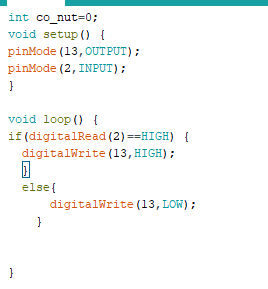 int co_nut=0;
void setup() {
pinMode(13,OUTPUT);
pinMode(2,INPUT);
}
void loop() {
if(digitalRead(2)==HIGH) {
digitalWrite(13,HIGH);
}
else{
digitalWrite(13,LOW);
}
}